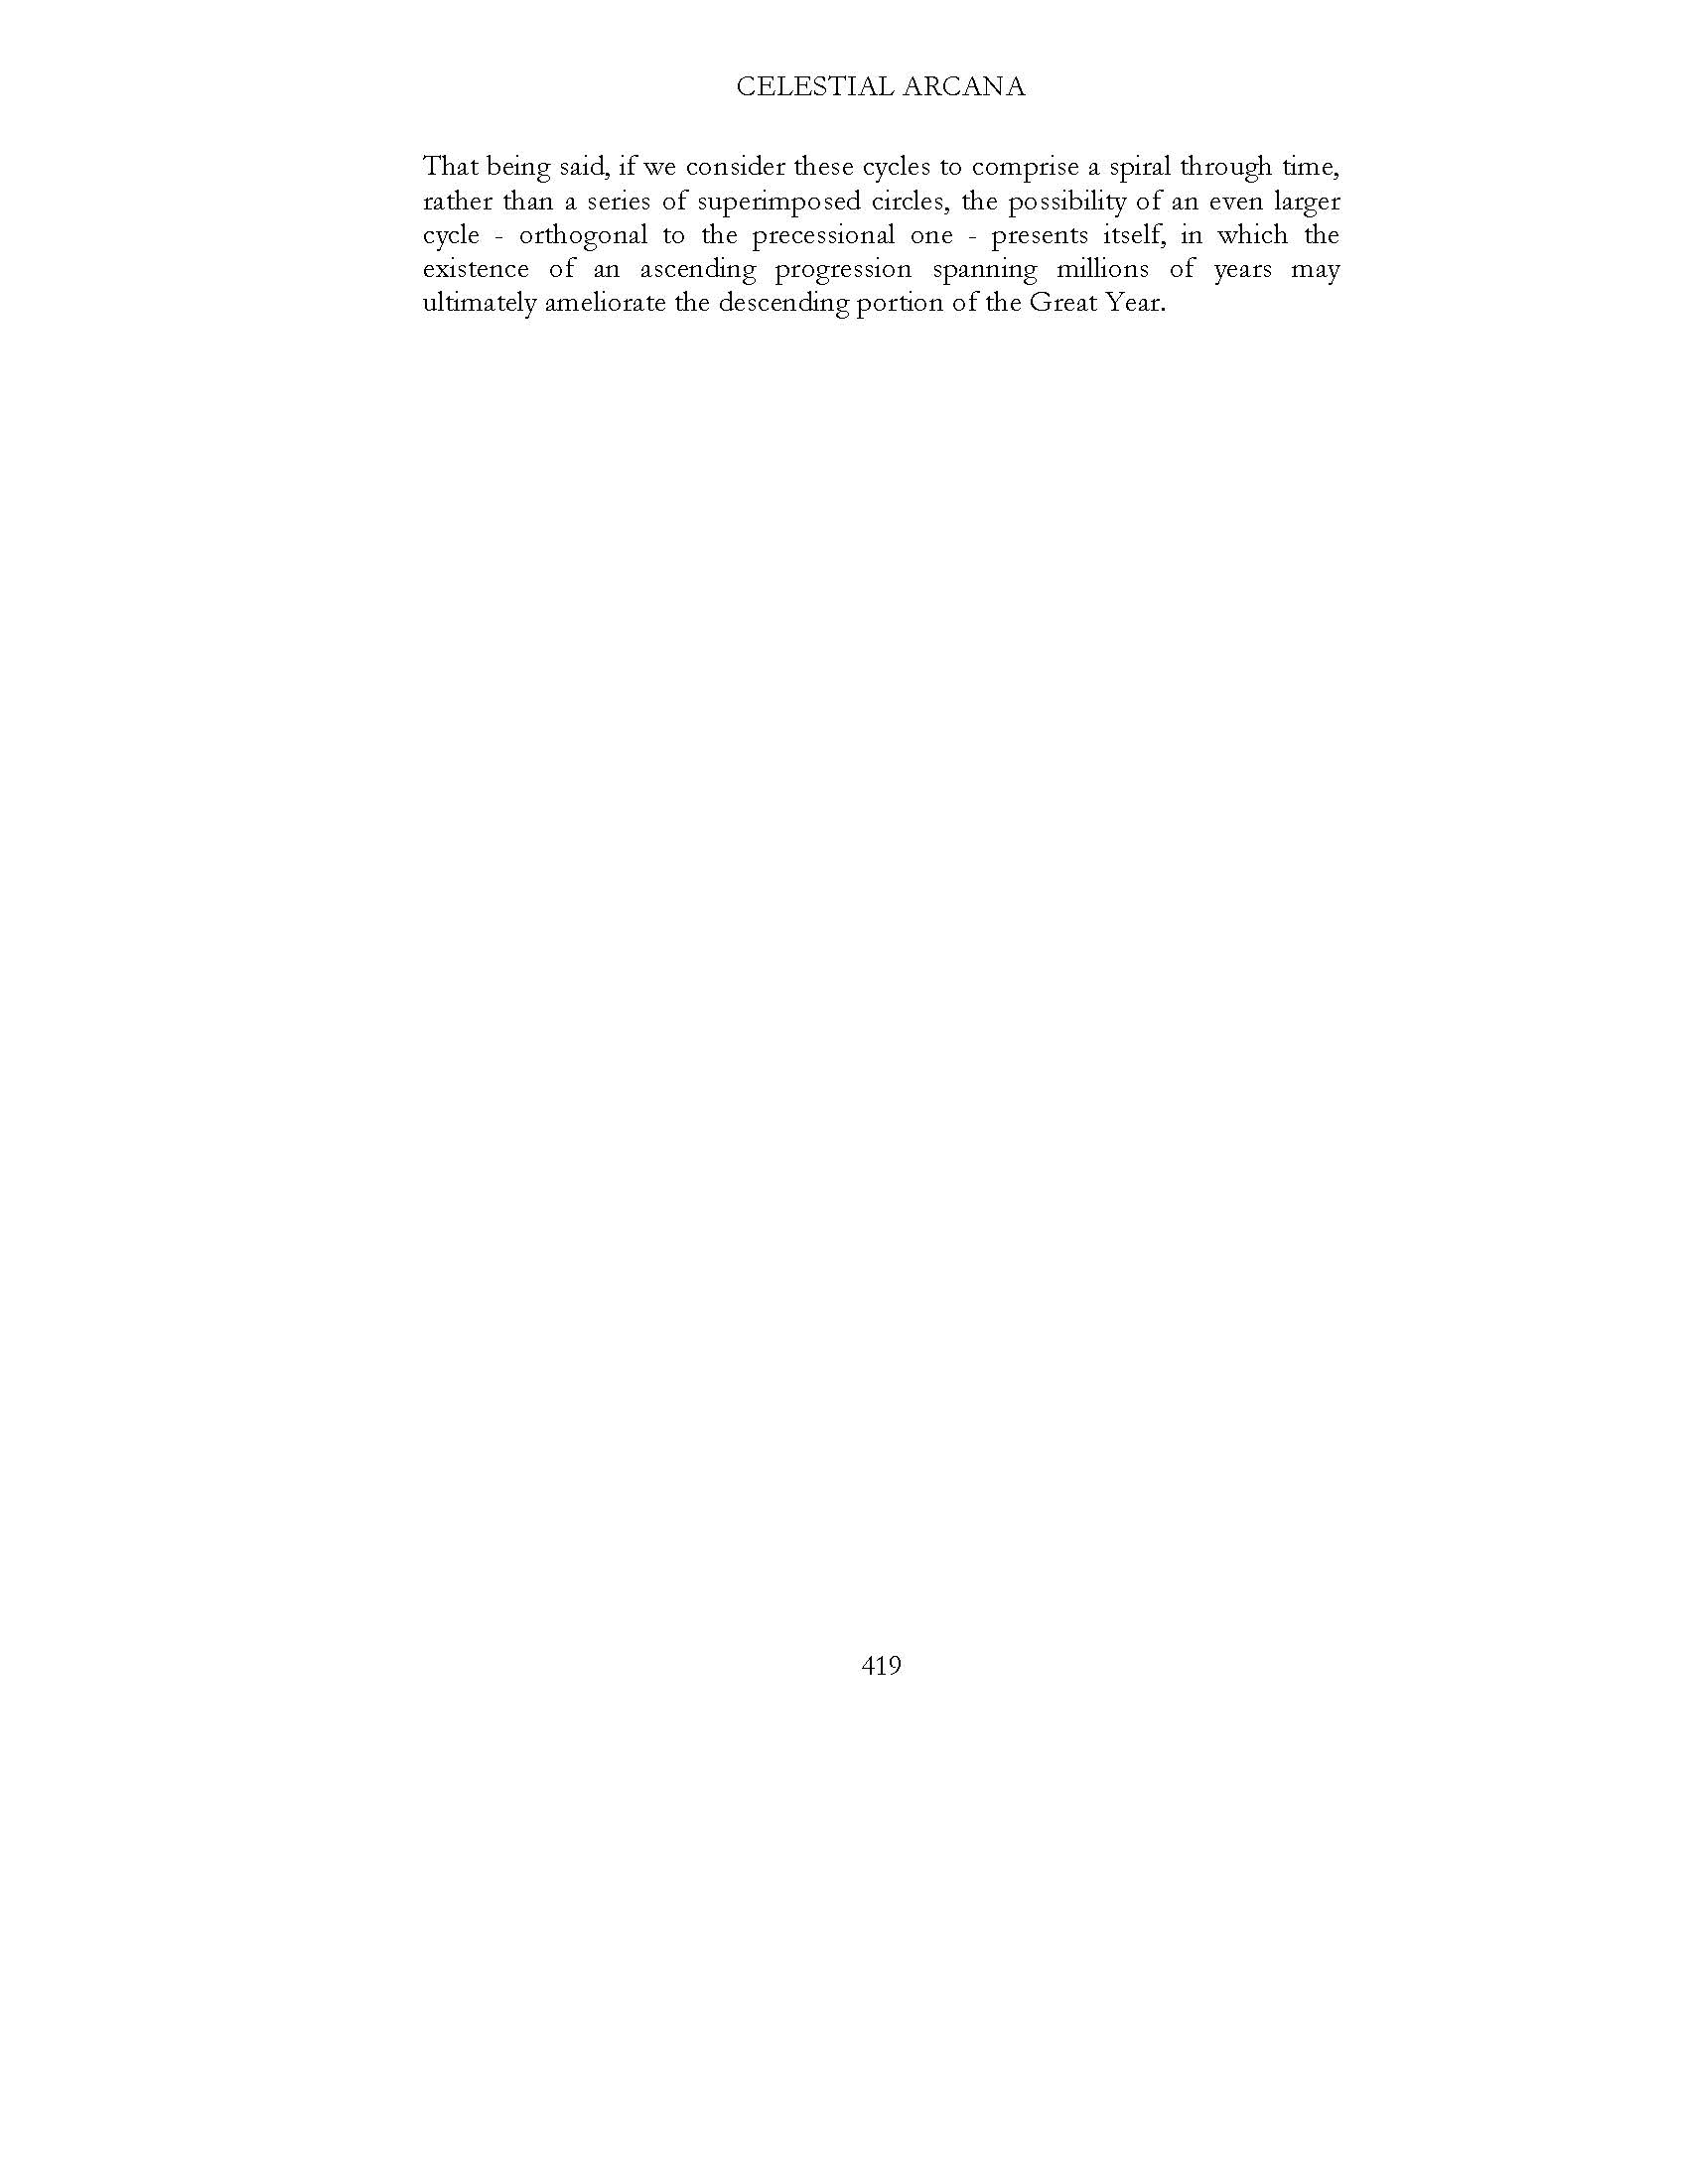 CELESTIAL ARCANA
That being said, if we consider these cycles to comprise a spiral through time,
rather than a series of superimposed circles, the possibility of an even larger
cycle - orthogonal to the precessional one - presents itself, in which the
existence of an ascending progression spanning millions of years may
ultimately ameliorate the descending portion of the Great Year.
419